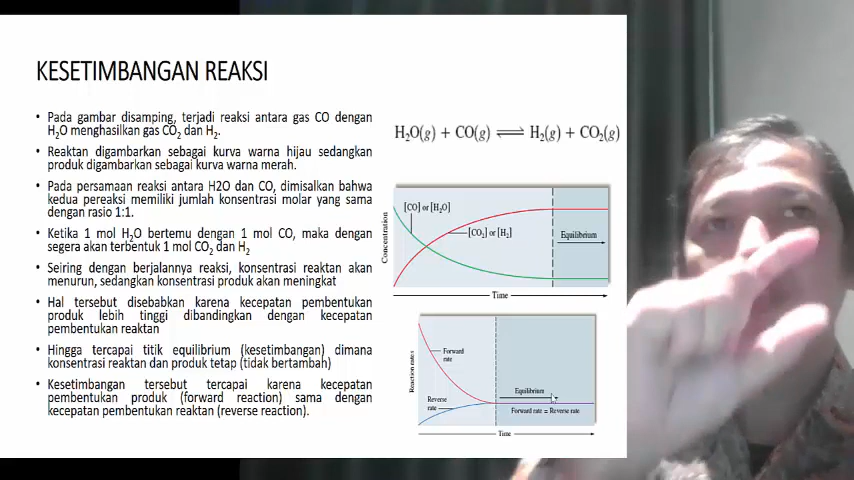 KESETIMBANGAN REAKSI
• Pada gambar disamping, terjadi reaksi antara gas CO dengan
H₂O menghasilkan gas CO₂ dan H₂.
• Reaktan digambarkan sebagai kurva warna hijau sedangkan
produk digambarkan sebagai kurva warna merah.
• Pada persamaan reaksi antara H2O dan CO, dimisalkan bahwa
kedua pereaksi memiliki jumlah konsentrasi molar yang sama
dengan rasio 1:1.
• Ketika 1 mol H₂O bertemu dengan 1 mol CO, maka dengan
segera akan terbentuk 1 mol CO₂ dan H₂
• Seiring dengan berjalannya reaksi, konsentrasi reaktan akan
menurun, sedangkan konsentrasi produk akan meningkat
• Hal tersebut disebabkan karena kecepatan pembentukan
produk lebih tinggi dibandingkan dengan kecepatan
pembentukan reaktan
• Hingga tercapai titik equilibrium (kesetimbangan) dimana
konsentrasi reaktan dan produk tetap (tidak bertambah)
• Kesetimbangan tersebut tercapai karena kecepatan
pembentukan produk (forward reaction) sama dengan
kecepatan pembentukan reaktan (reverse reaction).
H₂O(g) + CO(g) ⇌ H₂(g) + CO₂(g)
Concentration
[CO] or [H₂O]
[CO₂] or [H₂]
Equilibrium
Time
Reaction rates
Forward
rate
Reverse
rate
Equilibrium
Forward rate = Reverse rate
Time